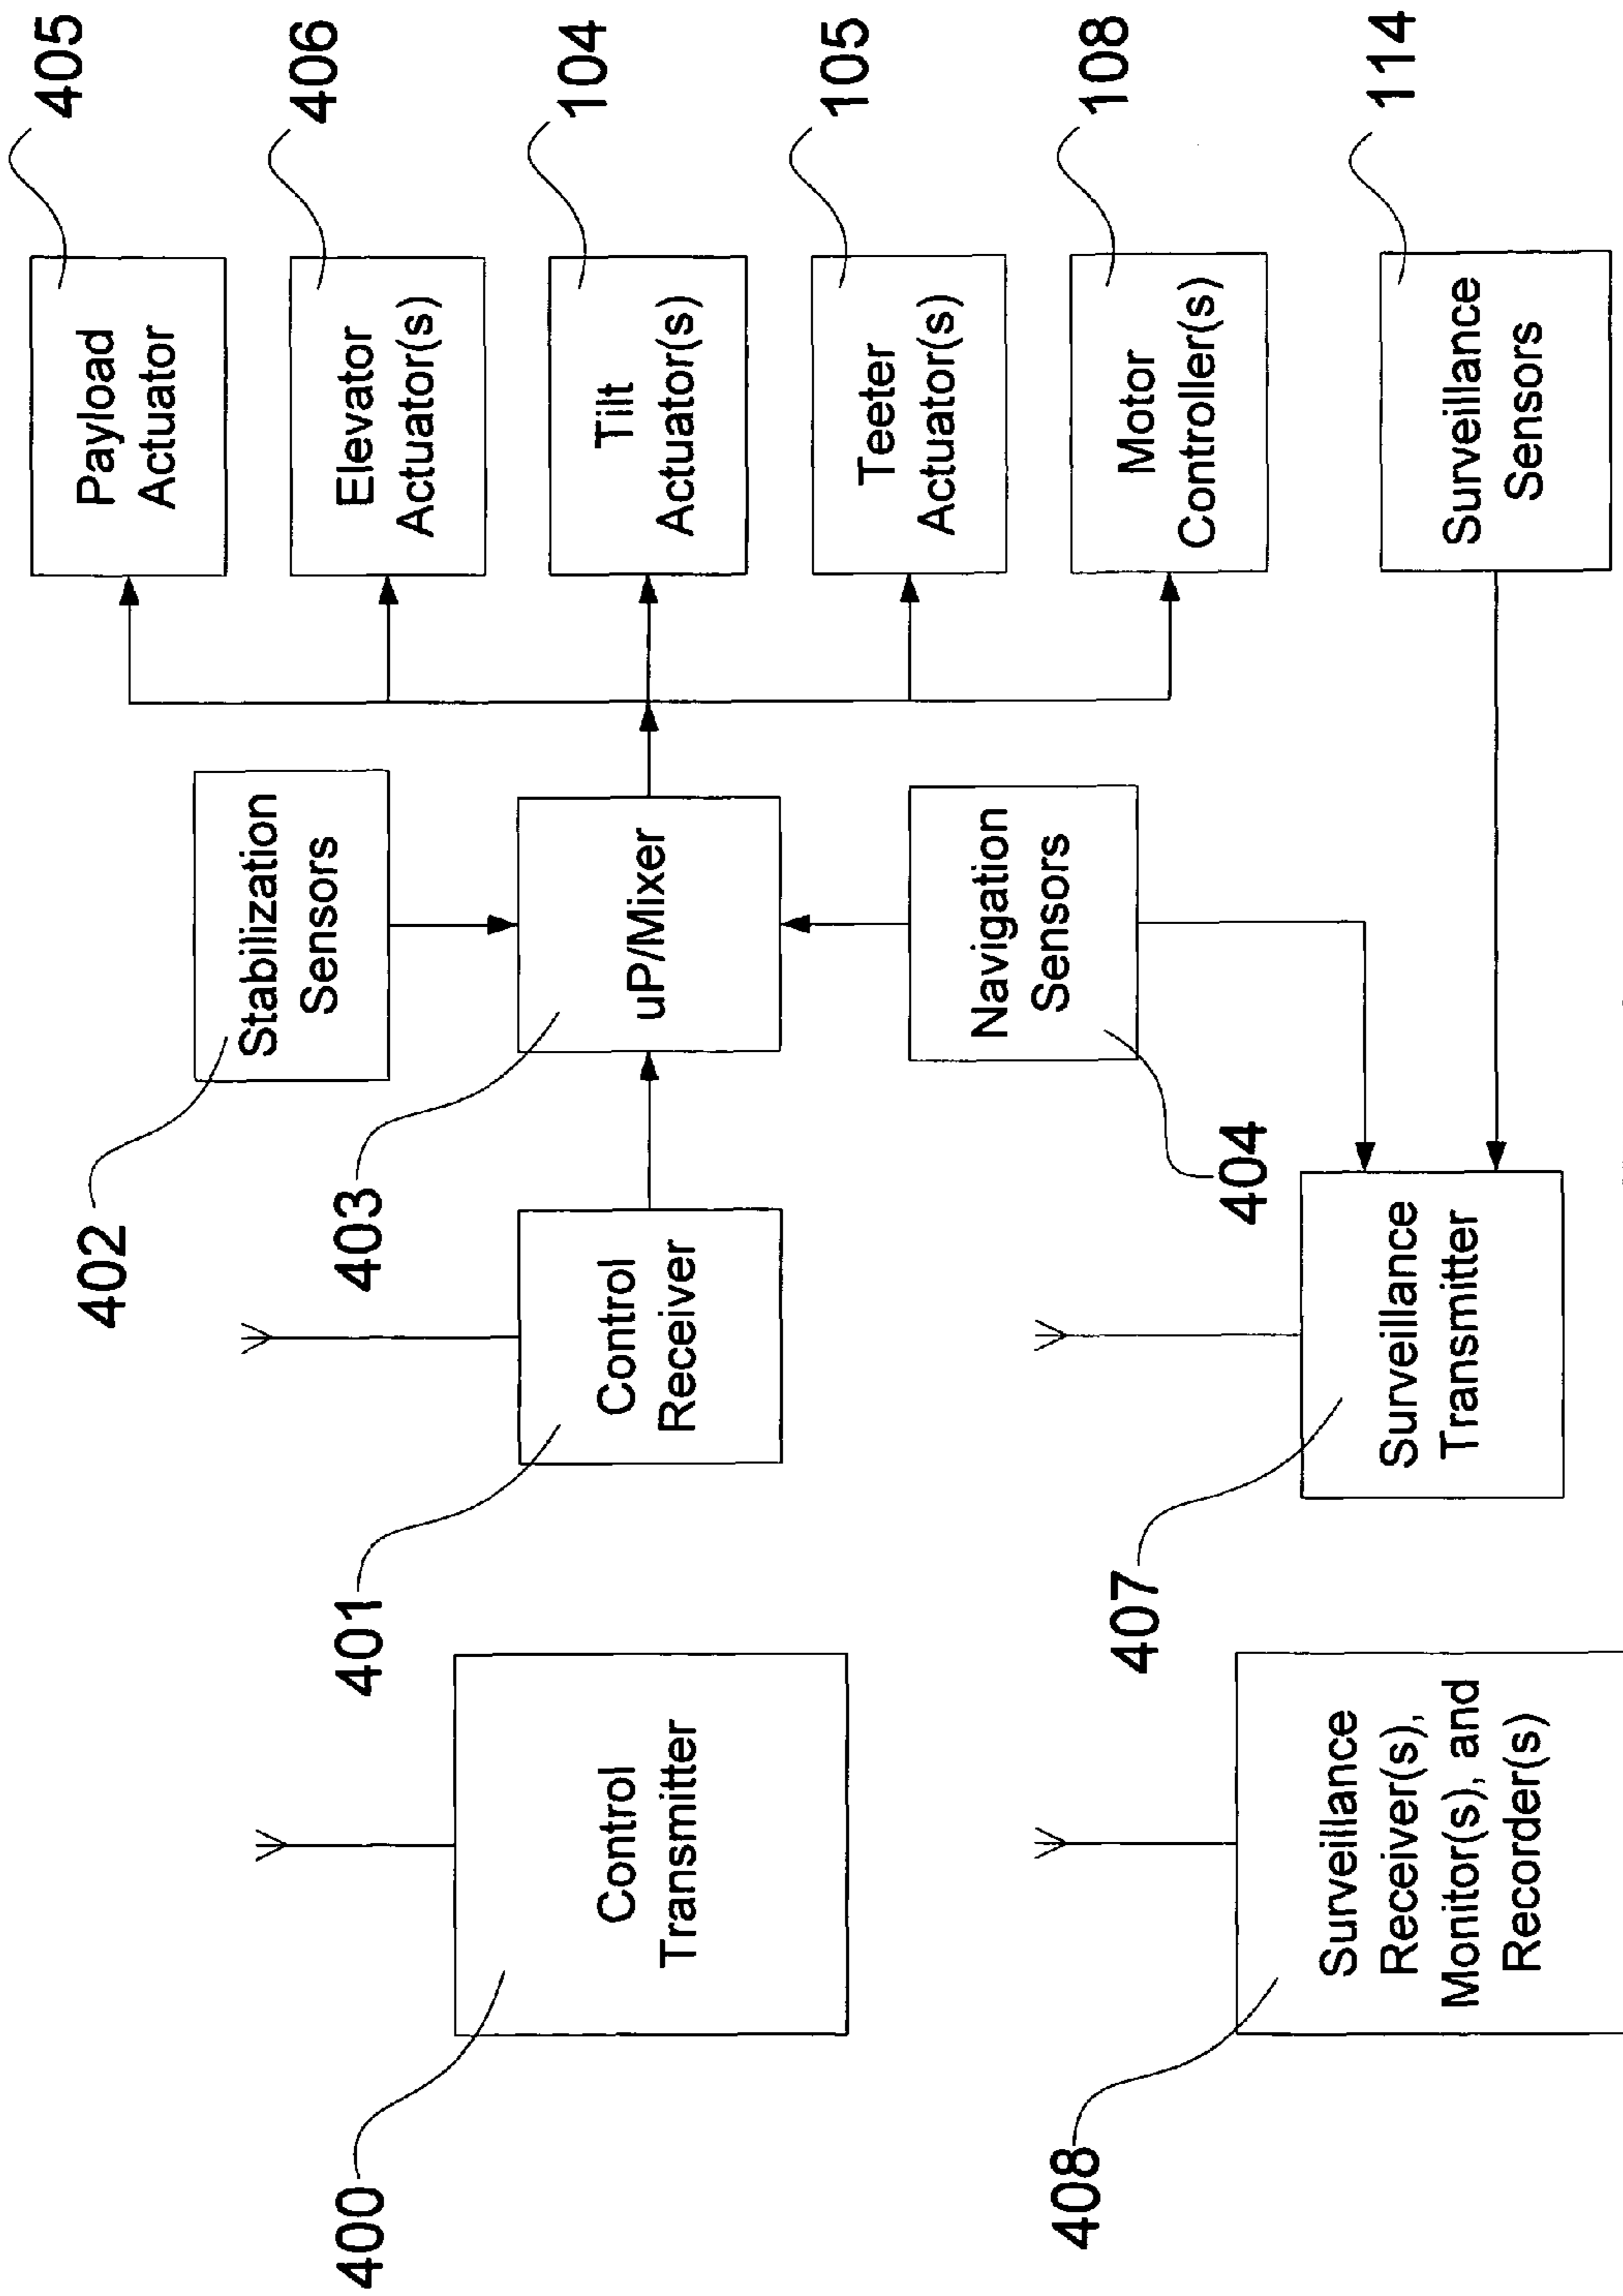 405
Payload
Actuator
406
Elevator
Actuator(s)
104
Tilt
Actuator(s)
105
Teeter
Actuator(s)
108
Motor
Controller(s)
114
Surveillance
Sensors
402
Stabilization
Sensors
403
uP/Mixer
404
Navigation
Sensors
401
Control
Receiver
407
Surveillance
Transmitter
400
Control
Transmitter
408
Surveillance
Receiver(s),
Monitor(s), and
Recorder(s)